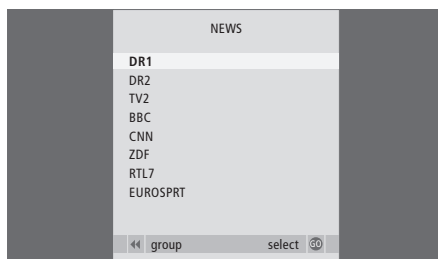 NEWS
DR1
DR2
TV2
BBC
CNN
ZDF
RTL7
EUROSPRT
group select GO